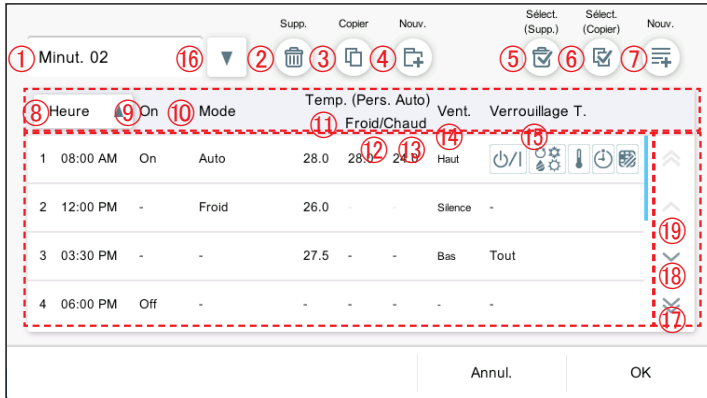 Supp. Copier Nouv. Sélect. (Supp.) Sélect. (Copier) Nouv.
① Minut. 02 ⑯ ▼ ② ③ ④ ⑤ ⑥ ⑦
⑧ Heure ▲ ⑨ On ⑩ Mode Temp. (Pers. Auto) ⑪ Froid/Chaud ⑫ ⑬ Vent. ⑭ Verrouillage T. ⑮
1 08:00 AM On Auto 28.0 28.0 24.0 Haut
2 12:00 PM - Froid 26.0 - - Silence -
⑲
3 03:30 PM - - 27.5 - - Bas Tout
⑱
4 06:00 PM Off - - - - - -
⑰
Annul. OK